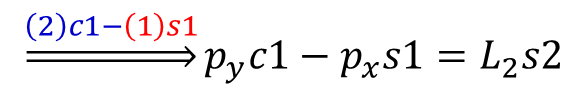 (2)c1−(1)s1
⟹ p_y c1 − p_x s1 = L_2 s2